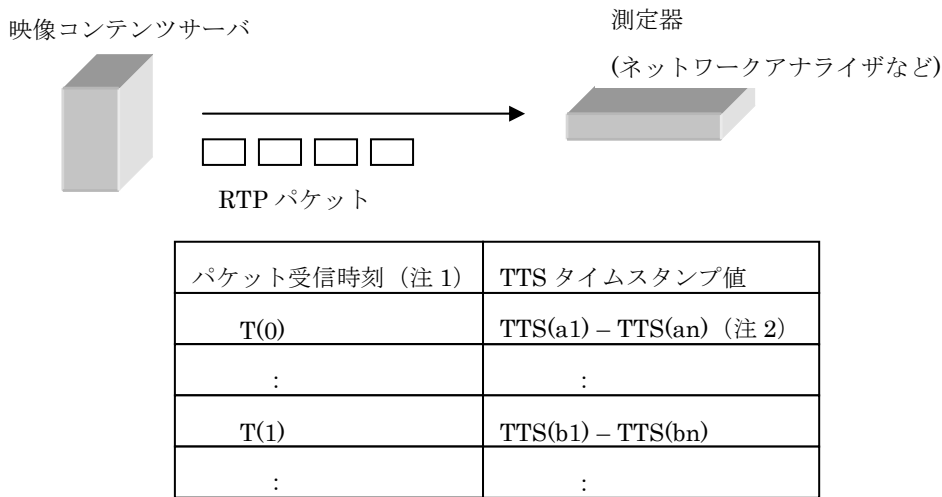 映像コンテンツサーバ
測定器
(ネットワークアナライザなど)
RTP パケット
パケット受信時刻（注 1） TTS タイムスタンプ値
T(0) TTS(a1) – TTS(an)（注 2）
: :
T(1) TTS(b1) – TTS(bn)
: :